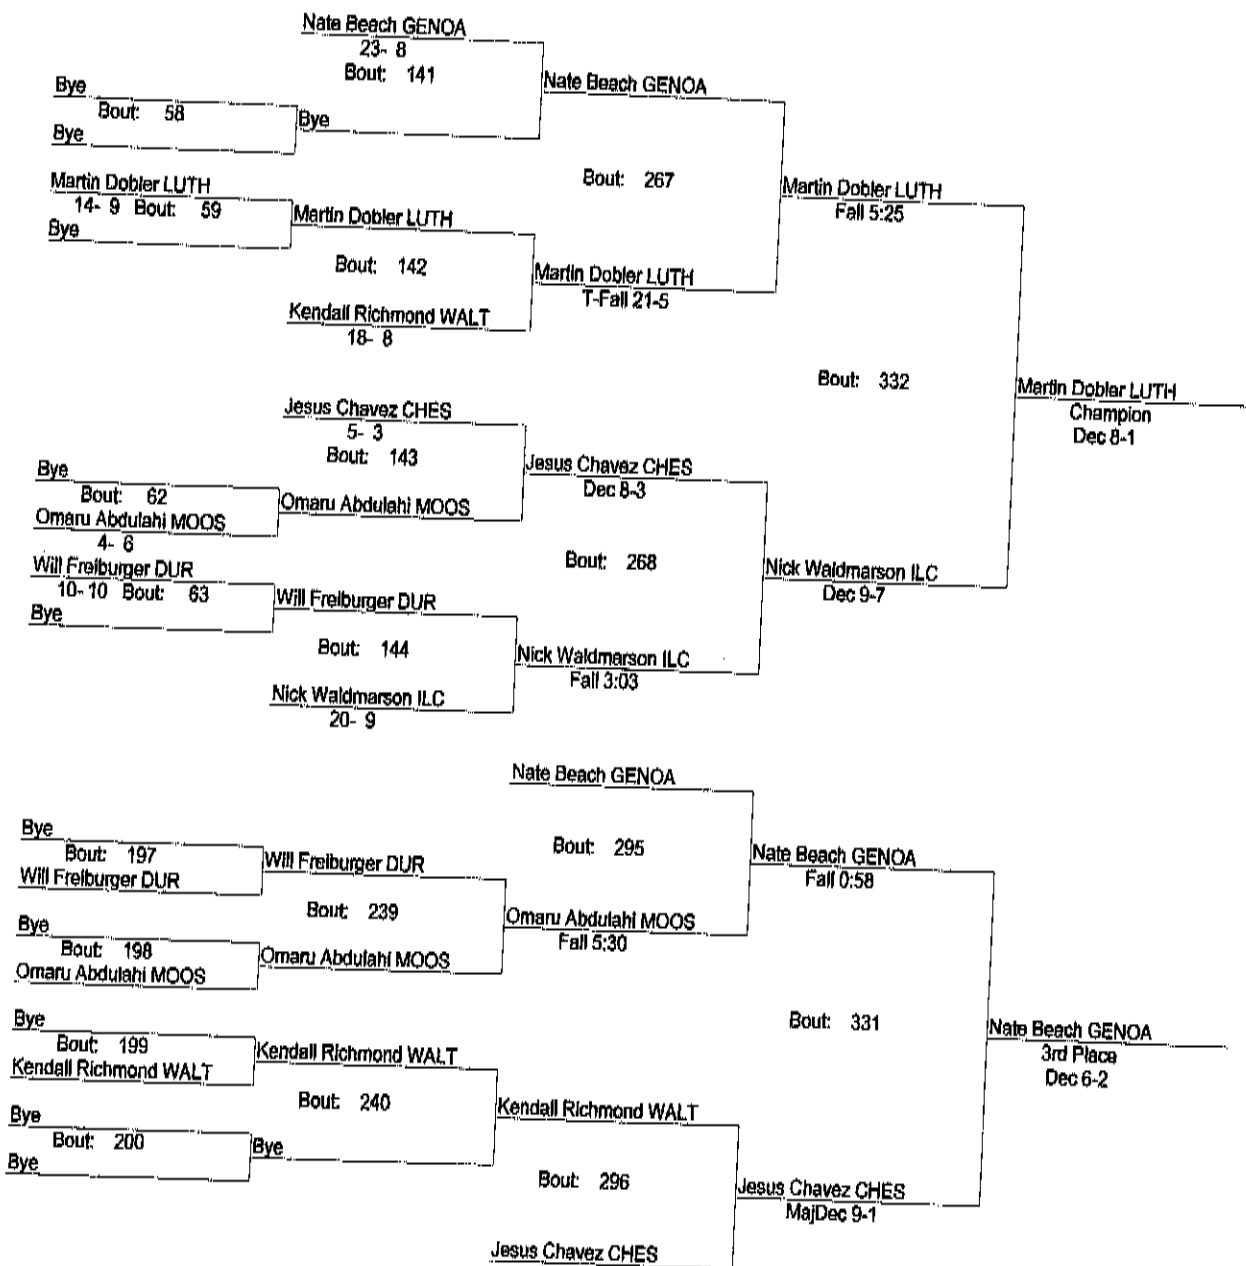 Nate Beach GENOA
23- 8
Bout: 141
Nate Beach GENOA
Bye
Bout: 58
Bye
Bye
Bout: 267
Martin Dobler LUTH
Fall 5:25
Martin Dobler LUTH
14- 9 Bout: 59
Martin Dobler LUTH
Bye
Bout: 142
Martin Dobler LUTH
T-Fall 21-5
Kendall Richmond WALT
18- 8
Bout: 332
Martin Dobler LUTH
Champion
Dec 8-1
Jesus Chavez CHES
5- 3
Bout: 143
Jesus Chavez CHES
Dec 8-3
Bye
Bout: 62
Omaru Abdulahi MOOS
Omaru Abdulahi MOOS
4- 6
Bout: 268
Nick Waldmarson ILC
Dec 9-7
Will Freiburger DUR
10- 10 Bout: 63
Will Freiburger DUR
Bye
Bout: 144
Nick Waldmarson ILC
Fall 3:03
Nick Waldmarson ILC
20- 9
Nate Beach GENOA
Bout: 295
Nate Beach GENOA
Fall 0:58
Bye
Bout: 197
Will Freiburger DUR
Will Freiburger DUR
Bout: 239
Omaru Abdulahi MOOS
Fall 5:30
Bye
Bout: 198
Omaru Abdulahi MOOS
Omaru Abdulahi MOOS
Bout: 331
Nate Beach GENOA
3rd Place
Dec 6-2
Bye
Bout: 199
Kendall Richmond WALT
Kendall Richmond WALT
Bout: 240
Kendall Richmond WALT
Bye
Bout: 200
Bye
Bye
Bout: 296
Jesus Chavez CHES
MajDec 9-1
Jesus Chavez CHES